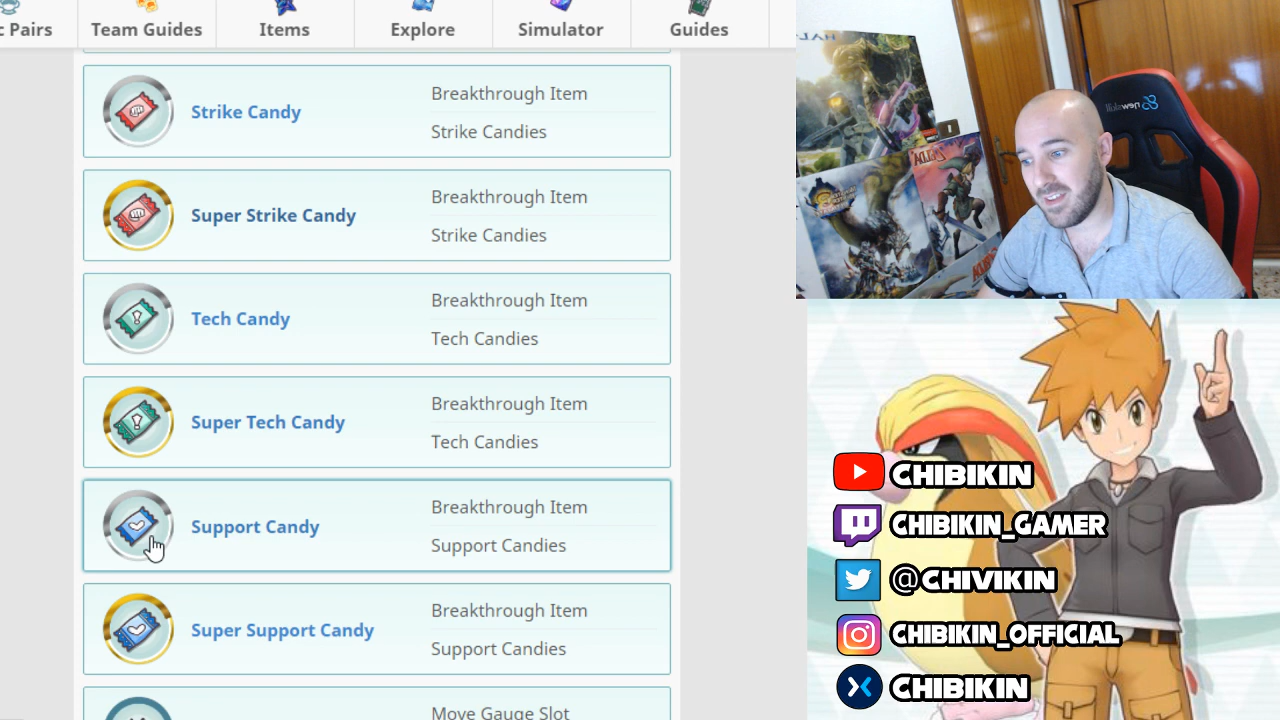 c Pairs
Team Guides
Items
Explore
Simulator
Guides
Strike Candy
Breakthrough Item
Strike Candies
Super Strike Candy
Breakthrough Item
Strike Candies
Tech Candy
Breakthrough Item
Tech Candies
Super Tech Candy
Breakthrough Item
Tech Candies
Support Candy
Breakthrough Item
Support Candies
Super Support Candy
Breakthrough Item
Support Candies
Move Gauge Slot
newskill
ZELDA
CHIBIKIN
CHIBIKIN_GAMER
@CHIVIKIN
CHIBIKIN_OFFICIAL
CHIBIKIN